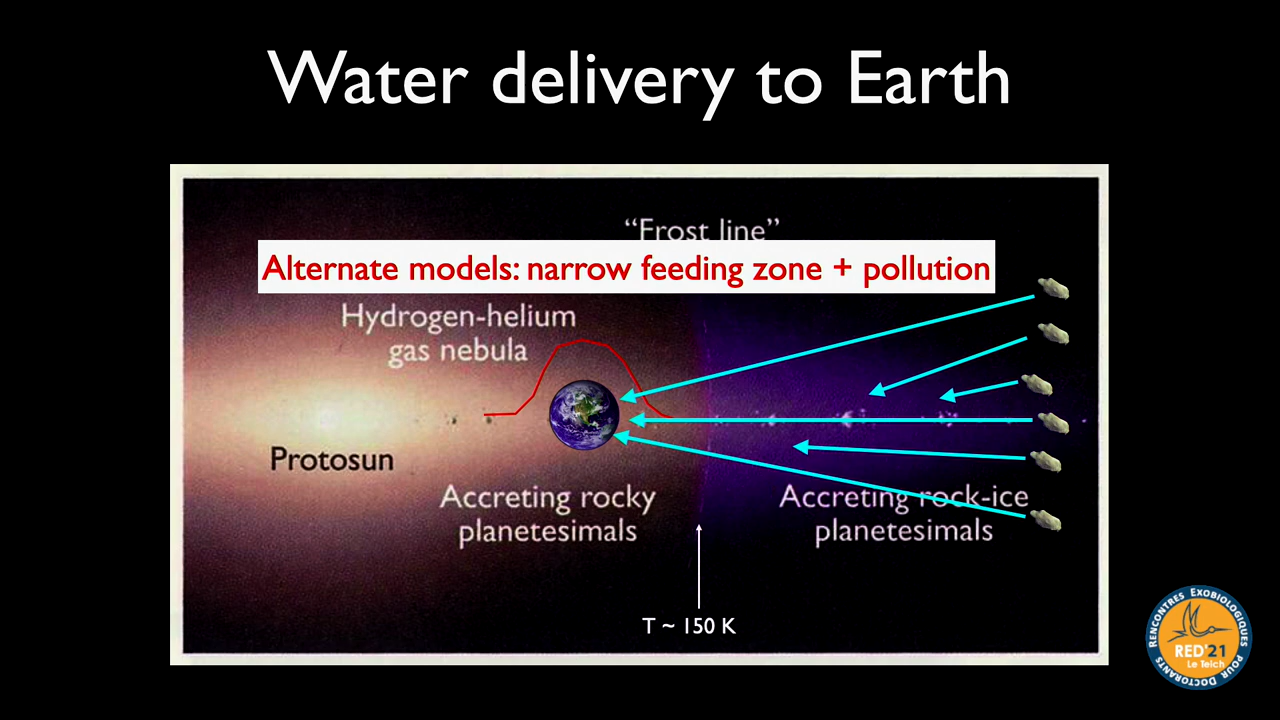 Water delivery to Earth
“Frost line”
Alternate models: narrow feeding zone + pollution
Hydrogen-helium
gas nebula
Protosun
Accreting rocky
planetesimals
Accreting rock-ice
planetesimals
T ~ 150 K
RENCONTRES EXOBIOLOGIQUES POUR DOCTORANTS
RED'21
Le Teich